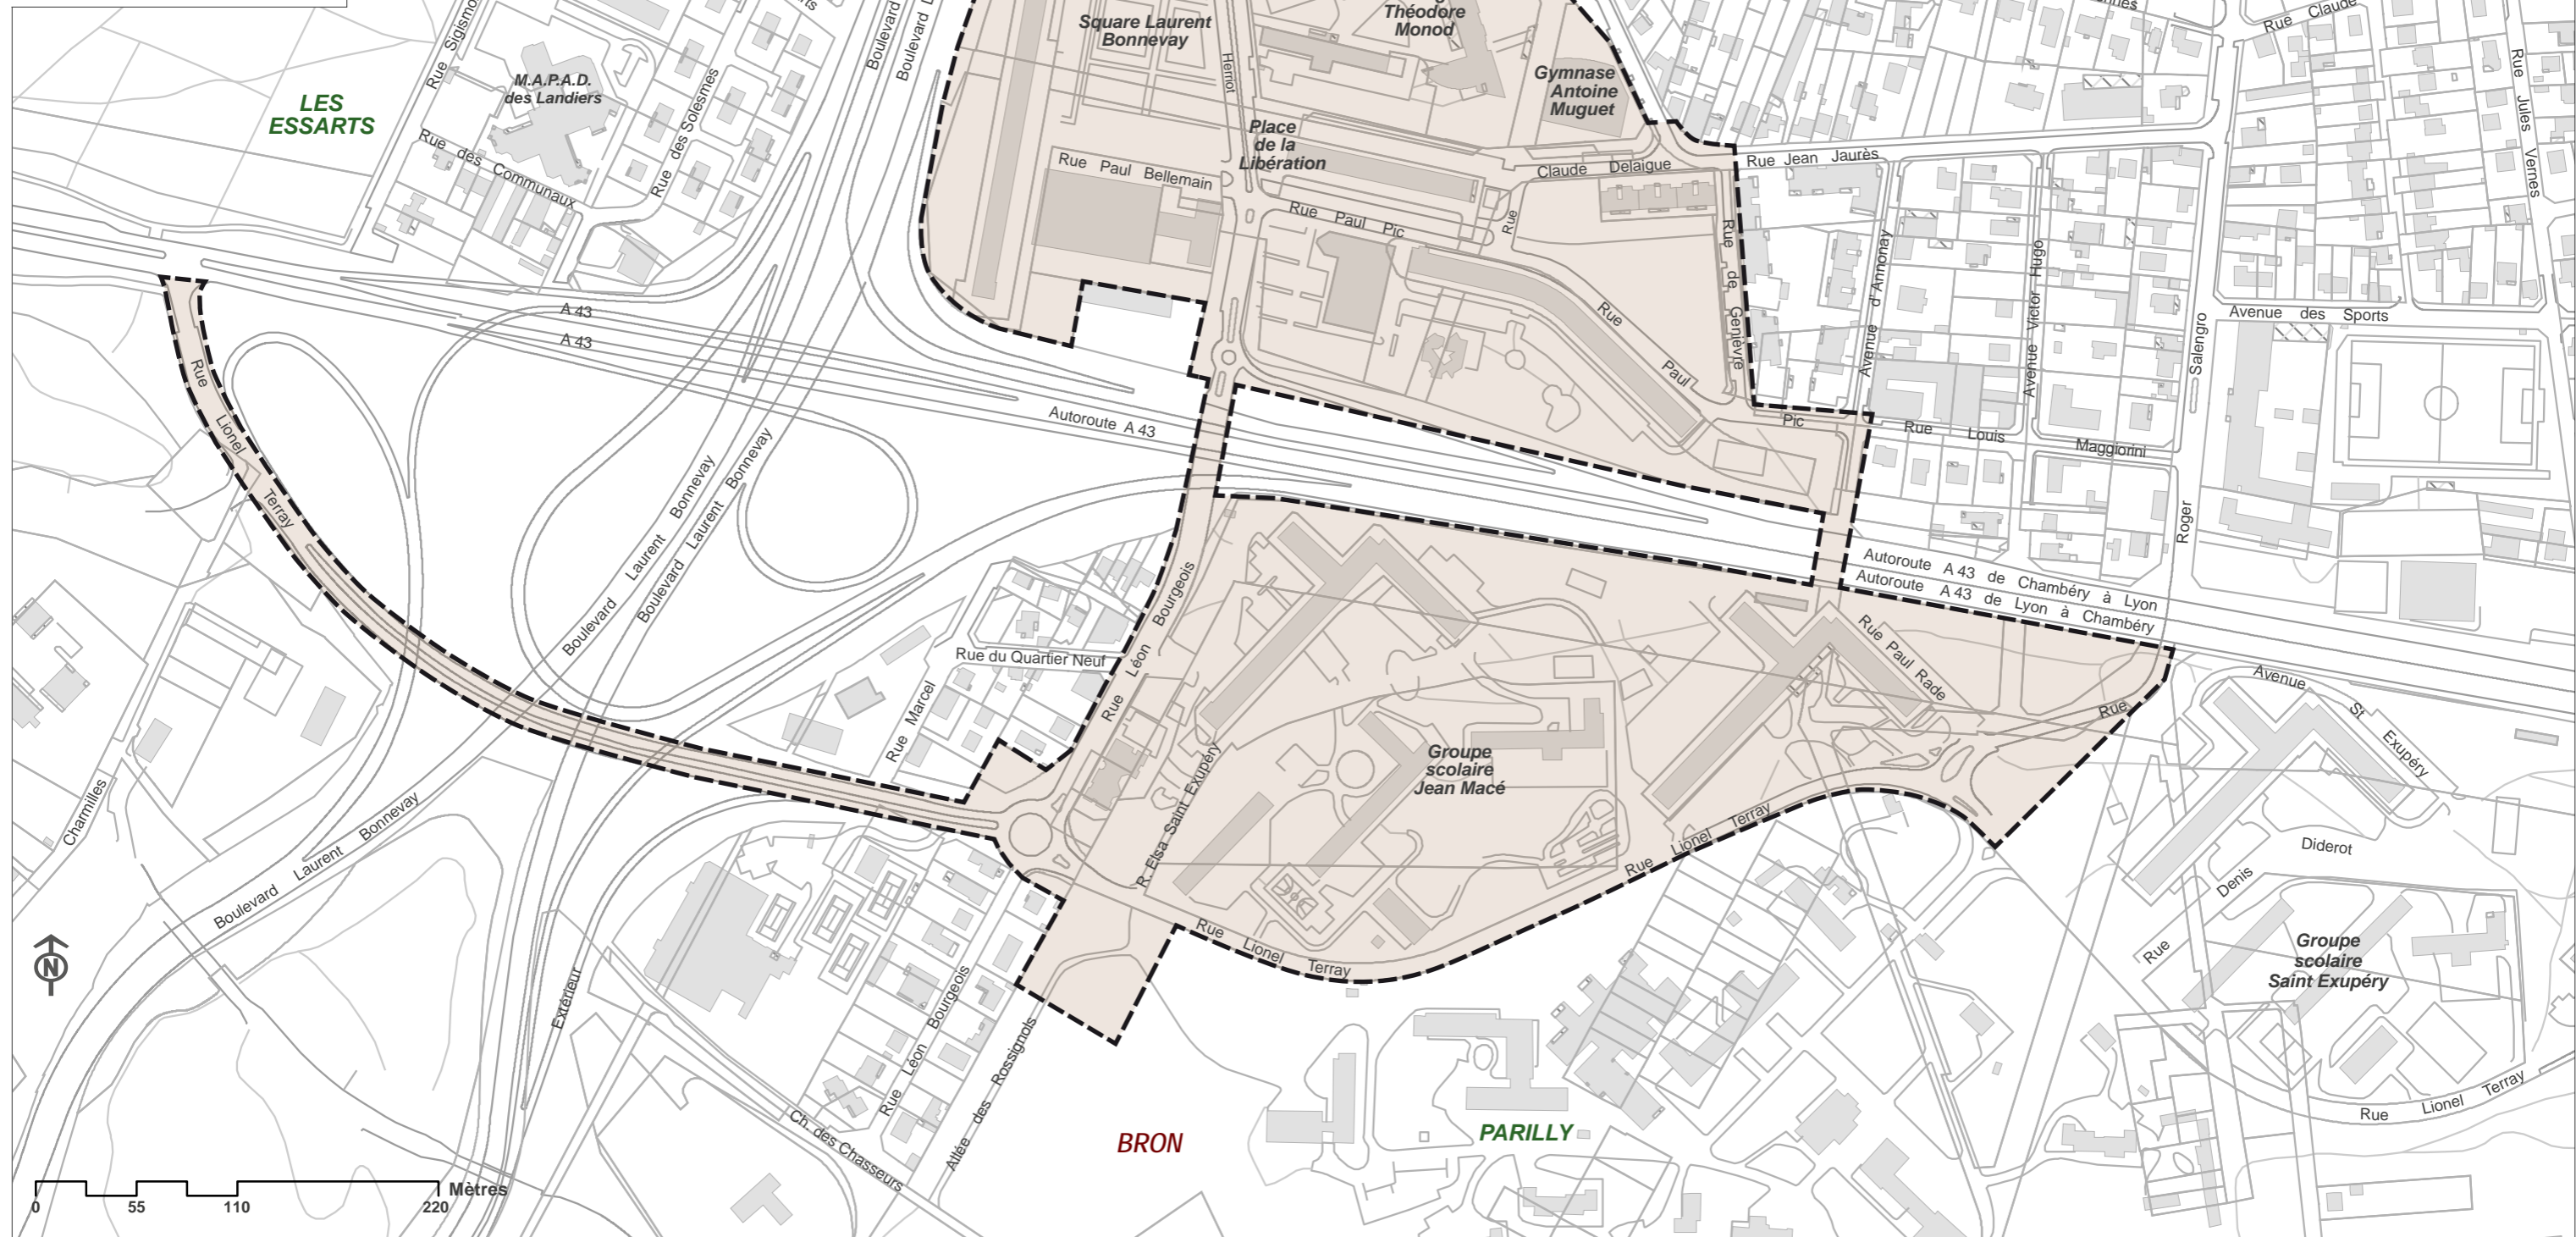 Square Laurent
Bonnevay
Théodore
Monod
Gymnase
Antoine
Muguet
Rue Claude
Rue Jules Vernes
Boulevard
Boulevard
Herriot
M.A.P.A.D.
des Landiers
LES
ESSARTS
Rue des Solesmes
Rue des Communaux
Place
de la
Libération
Rue Paul Bellemain
Claude Delaigue
Rue
Rue Jean Jaurès
Rue Paul Pic
Rue de Genièvre
Avenue d'Annonay
Avenue Victor Hugo
Roger Salengro
Avenue des Sports
A 43
A 43
Autoroute A 43
Rue Paul Pic
Rue Louis Maggiorini
Rue Lionel Terray
Boulevard Laurent Bonnevay
Boulevard Laurent Bonnevay
Autoroute A 43 de Chambéry à Lyon
Autoroute A 43 de Lyon à Chambéry
Rue Léon Bourgeois
Rue du Quartier Neuf
Rue Marcel
Rue Paul Rade
Rue
Avenue St Exupéry
Groupe
scolaire
Jean Macé
R. Elsa Saint Exupéry
Charmilles
Boulevard Laurent Bonnevay
Rue Lionel Terray
Rue Denis Diderot
Rue Lionel Terray
Groupe
scolaire
Saint Exupéry
N
Extérieur
Rue Léon Bourgeois
Allée des Rossignols
Ch. des Chasseurs
BRON
PARILLY
Rue Lionel Terray
Mètres
0 55 110 220